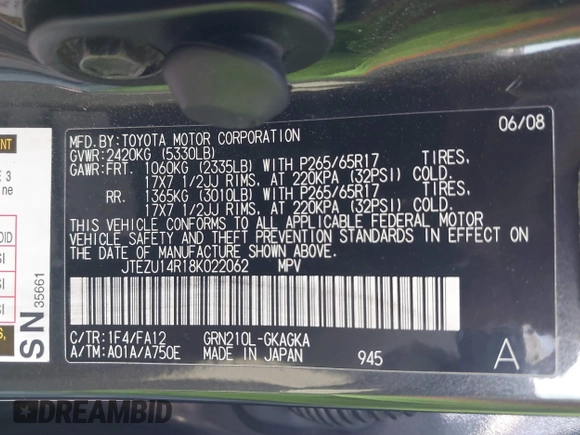 MFD.BY:TOYOTA MOTOR CORPORATION 06/08
GVWR:2420KG (5330LB)
GAWR:FRT. 1060KG (2335LB) WITH P265/65R17 TIRES,
17X7 1/2JJ RIMS, AT 220KPA (32PSI) COLD.
RR. 1365KG (3010LB) WITH P265/65R17 TIRES,
17X7 1/2JJ RIMS, AT 220KPA (32PSI) COLD.
THIS VEHICLE CONFORMS TO ALL APPLICABLE FEDERAL MOTOR
VEHICLE SAFETY AND THEFT PREVENTION STANDARDS IN EFFECT ON
THE DATE OF MANUFACTURE SHOWN ABOVE.
JTEZU14R18K022062 MPV
C/TR:1F4/FA12 GRN210L-GKAGKA
A/TM:A01A/A750E MADE IN JAPAN 945 A
SN 35661
DREAMBID